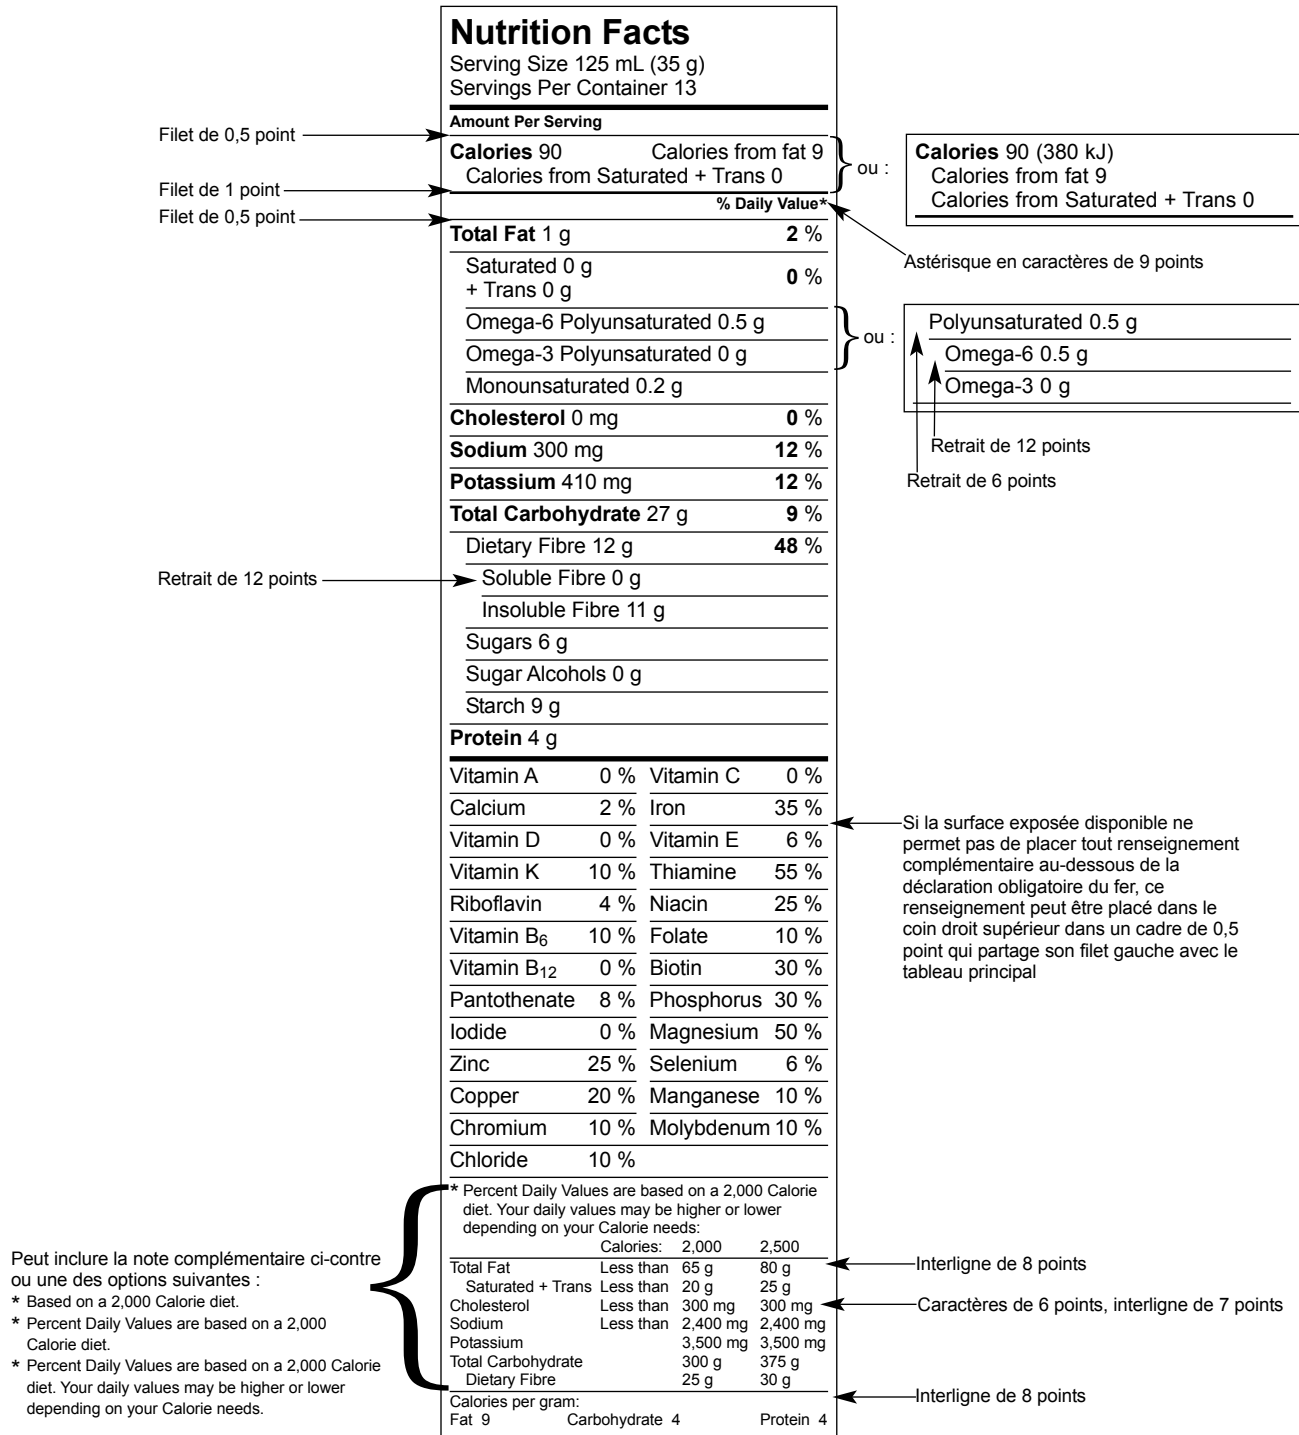 Nutrition Facts
Serving Size 125 mL (35 g)
Servings Per Container 13
Amount Per Serving
Calories 90 Calories from fat 9
Calories from Saturated + Trans 0
% Daily Value*
Total Fat 1 g 2 %
Saturated 0 g
+ Trans 0 g 0 %
Omega-6 Polyunsaturated 0.5 g
Omega-3 Polyunsaturated 0 g
Monounsaturated 0.2 g
Cholesterol 0 mg 0 %
Sodium 300 mg 12 %
Potassium 410 mg 12 %
Total Carbohydrate 27 g 9 %
Dietary Fibre 12 g 48 %
Soluble Fibre 0 g
Insoluble Fibre 11 g
Sugars 6 g
Sugar Alcohols 0 g
Starch 9 g
Protein 4 g
Vitamin A 0 % Vitamin C 0 %
Calcium 2 % Iron 35 %
Vitamin D 0 % Vitamin E 6 %
Vitamin K 10 % Thiamine 55 %
Riboflavin 4 % Niacin 25 %
Vitamin B6 10 % Folate 10 %
Vitamin B12 0 % Biotin 30 %
Pantothenate 8 % Phosphorus 30 %
Iodide 0 % Magnesium 50 %
Zinc 25 % Selenium 6 %
Copper 20 % Manganese 10 %
Chromium 10 % Molybdenum 10 %
Chloride 10 %
* Percent Daily Values are based on a 2,000 Calorie
diet. Your daily values may be higher or lower
depending on your Calorie needs:
Calories: 2,000 2,500
Total Fat Less than 65 g 80 g
Saturated + Trans Less than 20 g 25 g
Cholesterol Less than 300 mg 300 mg
Sodium Less than 2,400 mg 2,400 mg
Potassium 3,500 mg 3,500 mg
Total Carbohydrate 300 g 375 g
Dietary Fibre 25 g 30 g
Calories per gram:
Fat 9 Carbohydrate 4 Protein 4
Filet de 0,5 point
Filet de 1 point
Filet de 0,5 point
Retrait de 12 points
Peut inclure la note complémentaire ci-contre
ou une des options suivantes :
* Based on a 2,000 Calorie diet.
* Percent Daily Values are based on a 2,000
Calorie diet.
* Percent Daily Values are based on a 2,000 Calorie
diet. Your daily values may be higher or lower
depending on your Calorie needs.
ou :
Calories 90 (380 kJ)
Calories from fat 9
Calories from Saturated + Trans 0
Astérisque en caractères de 9 points
ou :
Polyunsaturated 0.5 g
Omega-6 0.5 g
Omega-3 0 g
Retrait de 12 points
Retrait de 6 points
Si la surface exposée disponible ne
permet pas de placer tout renseignement
complémentaire au-dessous de la
déclaration obligatoire du fer, ce
renseignement peut être placé dans le
coin droit supérieur dans un cadre de 0,5
point qui partage son filet gauche avec le
tableau principal
Interligne de 8 points
Caractères de 6 points, interligne de 7 points
Interligne de 8 points